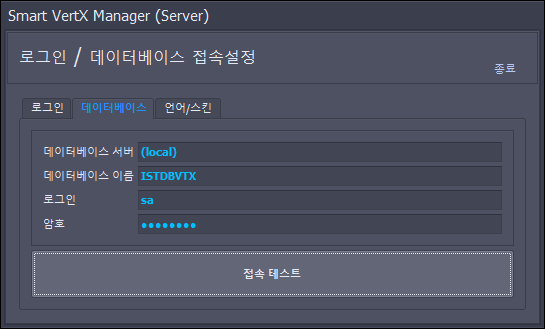 Smart VertX Manager (Server)
로그인 / 데이터베이스 접속설정
종료
로그인 데이터베이스 언어/스킨
데이터베이스 서버 (local)
데이터베이스 이름 ISTDBVTX
로그인 sa
암호 ●●●●●●●●
접속 테스트